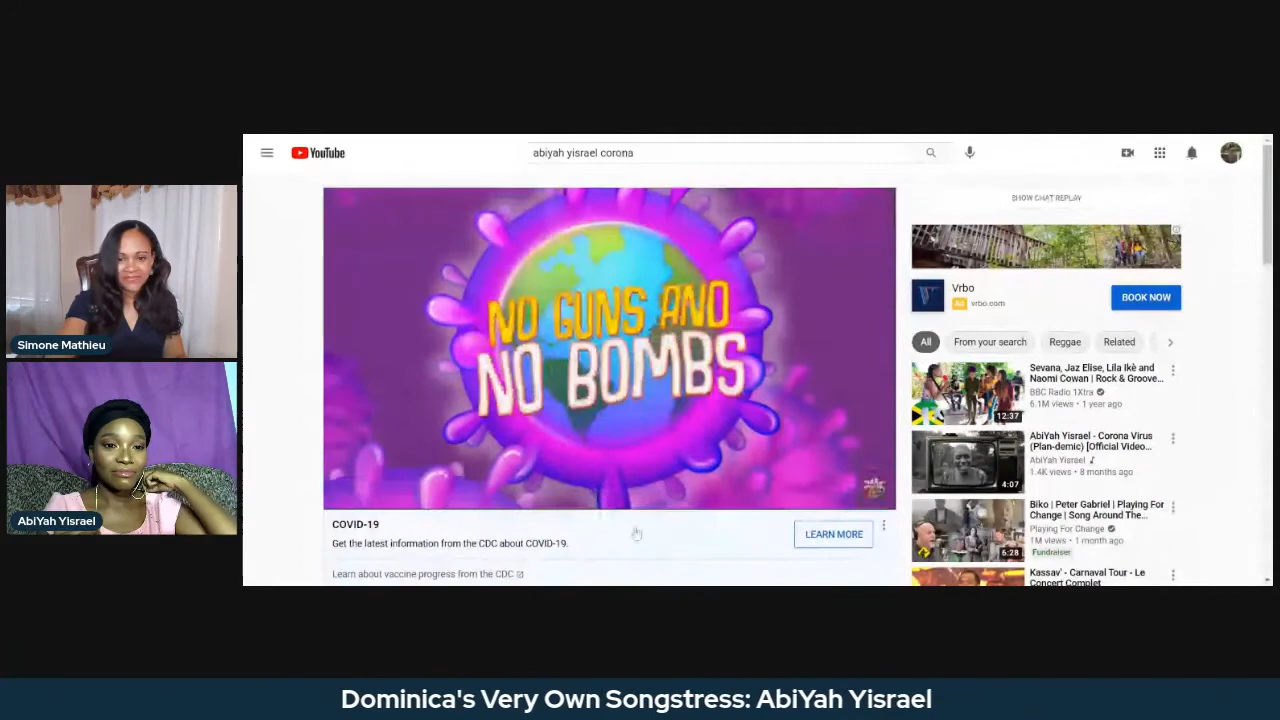 YouTube
abiyah yisrael corona
SHOW CHAT REPLAY
NO GUNS AND
NO BOMBS
Vrbo
Ad vrbo.com
BOOK NOW
All
From your search
Reggae
Related
Sevana, Jaz Elise, Lila Ikè and
Naomi Cowan | Rock & Groove...
BBC Radio 1Xtra
6.1M views • 1 year ago
12:37
AbiYah Yisrael - Corona Virus
(Plan-demic) [Official Video...
AbiYah Yisrael
1.4K views • 8 months ago
4:07
Biko | Peter Gabriel | Playing For
Change | Song Around The...
Playing For Change
1M views • 1 month ago
Fundraiser
6:28
Kassav' - Carnaval Tour - Le
Concert Complet
COVID-19
Get the latest information from the CDC about COVID-19.
LEARN MORE
Learn about vaccine progress from the CDC
Simone Mathieu
AbiYah Yisrael
Dominica's Very Own Songstress: AbiYah Yisrael